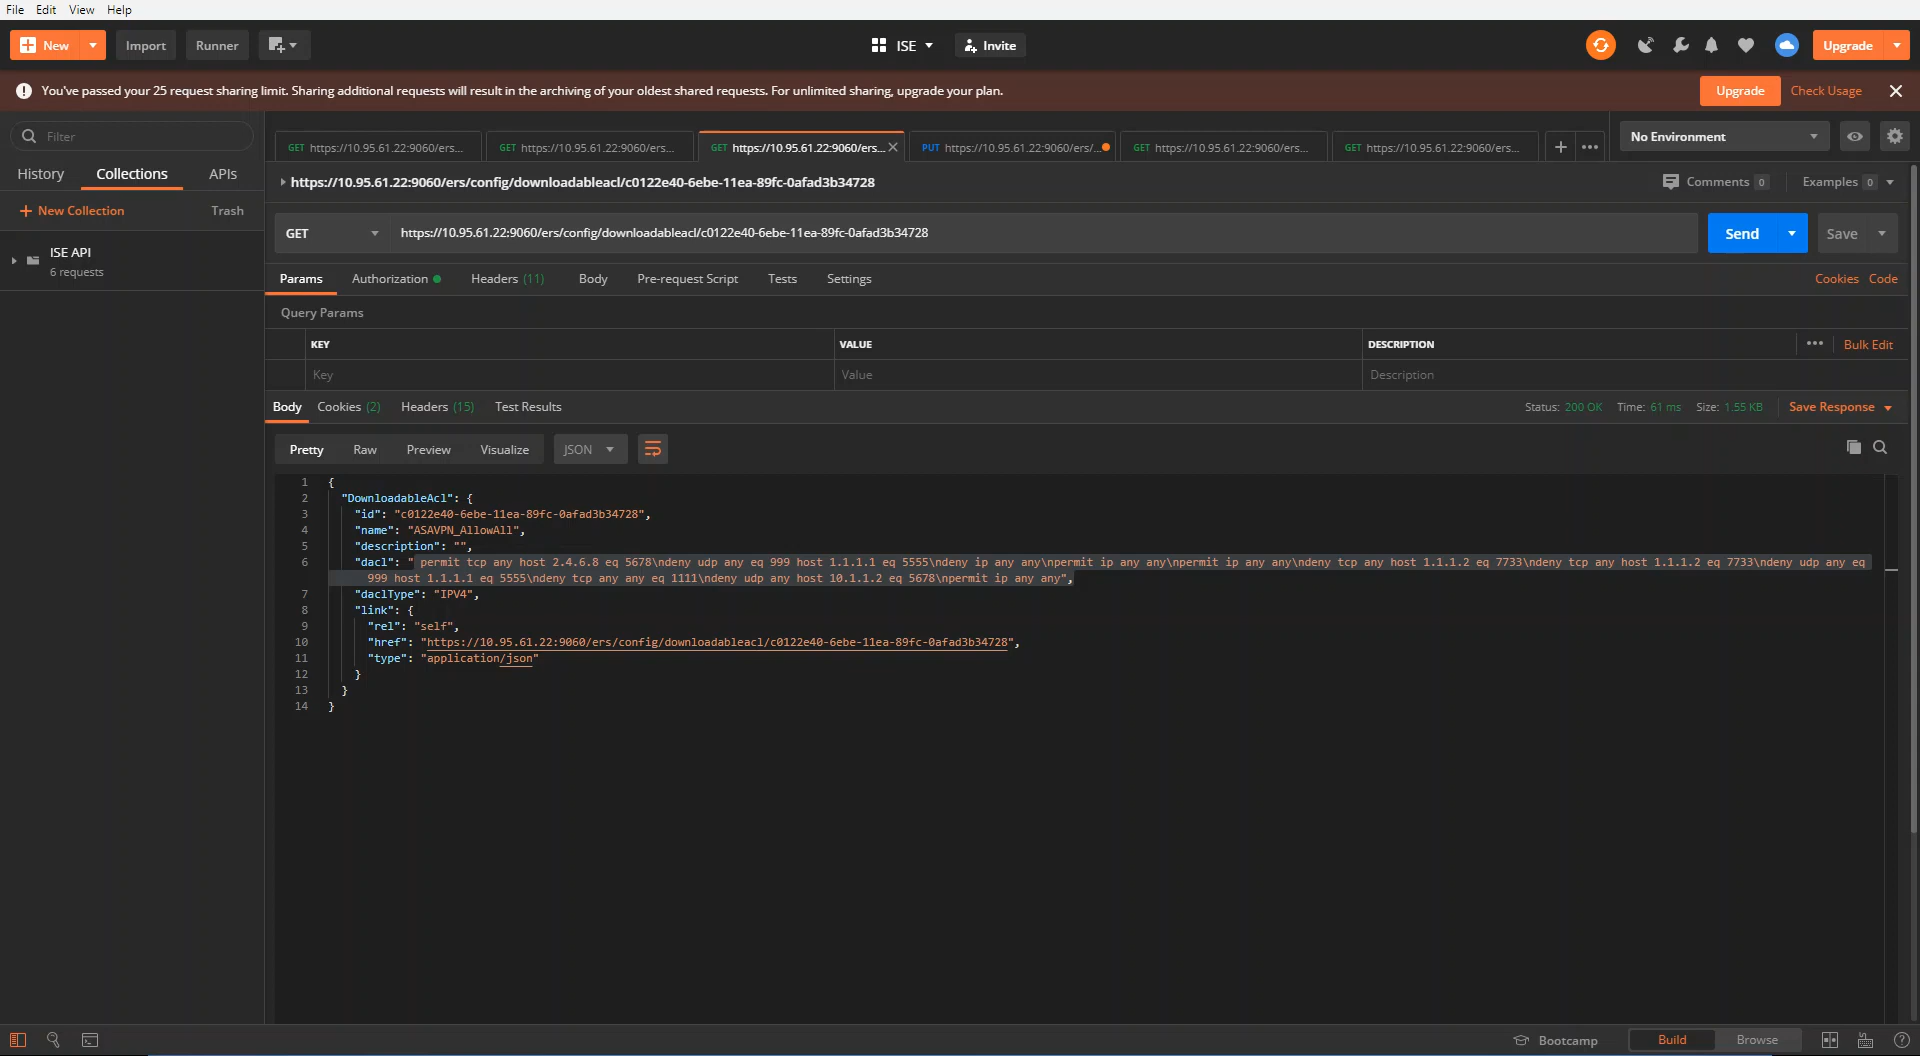 File Edit View Help
New Import Runner ISE Invite Upgrade
You've passed your 25 request sharing limit. Sharing additional requests will result in the archiving of your oldest shared requests. For unlimited sharing, upgrade your plan. Upgrade Check Usage
Filter
GET https://10.95.61.22:9060/ers... GET https://10.95.61.22:9060/ers... GET https://10.95.61.22:9060/ers... PUT https://10.95.61.22:9060/ers/... GET https://10.95.61.22:9060/ers... GET https://10.95.61.22:9060/ers... No Environment
History Collections APIs
https://10.95.61.22:9060/ers/config/downloadableacl/c0122e40-6ebe-11ea-89fc-0afad3b34728 Comments 0 Examples 0
New Collection Trash
GET https://10.95.61.22:9060/ers/config/downloadableacl/c0122e40-6ebe-11ea-89fc-0afad3b34728 Send Save
ISE API
6 requests
Params Authorization Headers (11) Body Pre-request Script Tests Settings Cookies Code
Query Params
KEY VALUE DESCRIPTION Bulk Edit
Key Value Description
Body Cookies (2) Headers (15) Test Results Status: 200 OK Time: 61 ms Size: 1.55 KB Save Response
Pretty Raw Preview Visualize JSON
1 {
2 "DownloadableAcl": {
3 "id": "c0122e40-6ebe-11ea-89fc-0afad3b34728",
4 "name": "ASAVPN_AllowAll",
5 "description": "",
6 "dacl": " permit tcp any host 2.4.6.8 eq 5678\ndeny udp any eq 999 host 1.1.1.1 eq 5555\ndeny ip any any\npermit ip any any\npermit ip any any\ndeny tcp any host 1.1.1.2 eq 7733\ndeny tcp any host 1.1.1.2 eq 7733\ndeny udp any eq
999 host 1.1.1.1 eq 5555\ndeny tcp any any eq 1111\ndeny udp any host 10.1.1.2 eq 5678\npermit ip any any",
7 "daclType": "IPV4",
8 "link": {
9 "rel": "self",
10 "href": "https://10.95.61.22:9060/ers/config/downloadableacl/c0122e40-6ebe-11ea-89fc-0afad3b34728",
11 "type": "application/json"
12 }
13 }
14 }
Bootcamp Build Browse